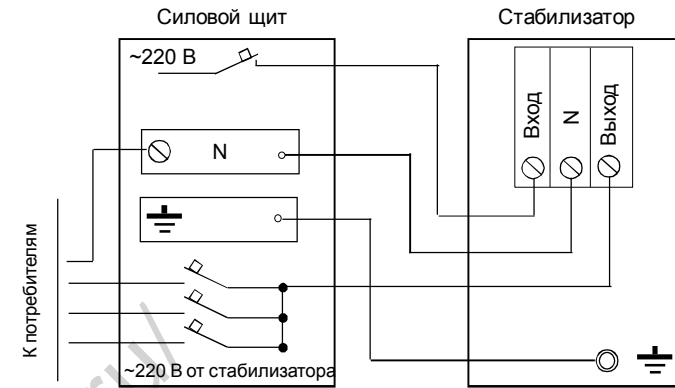 Силовой щит
Стабилизатор
~220 В
Вход
N
Выход
N
К потребителям
~220 В от стабилизатора